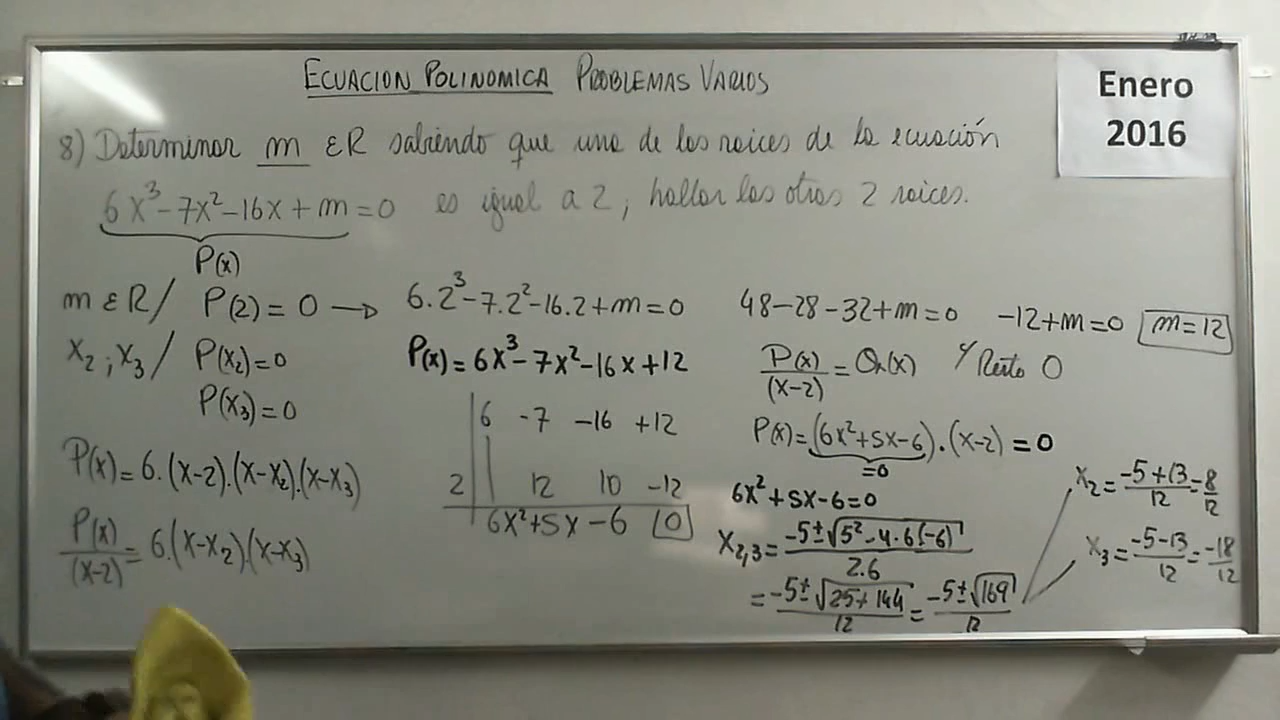 ECUACION POLINOMICA PROBLEMAS VARIOS
Enero
2016
8) Determinar m ε R sabiendo que una de las raices de la ecuación
6x³ - 7x² - 16x + m = 0 es igual a 2, hallar las otras 2 raices.
P(x)
m ε R / P(2) = 0 → 6.2³ - 7.2² - 16.2 + m = 0 48 - 28 - 32 + m = 0 -12 + m = 0 m = 12
x₂ ; x₃ / P(x₂) = 0
P(x₃) = 0
P(x) = 6.(x-2).(x-x₂).(x-x₃)
P(x)/(x-2) = 6.(x-x₂).(x-x₃)
P(x) = 6x³ - 7x² - 16x + 12
6 -7 -16 +12
2 12 10 -12
6x² + 5x - 6 0
P(x)/(x-2) = Q(x) y Resto 0
P(x) = (6x² + 5x - 6).(x-2) = 0
=0
6x² + 5x - 6 = 0
x₂,₃ = -5 ± √(5² - 4.6(-6)) / 2.6
= -5 ± √(25 + 144) / 12 = -5 ± √169 / 12
x₂ = -5 + 13 / 12 = 8/12
x₃ = -5 - 13 / 12 = -18/12